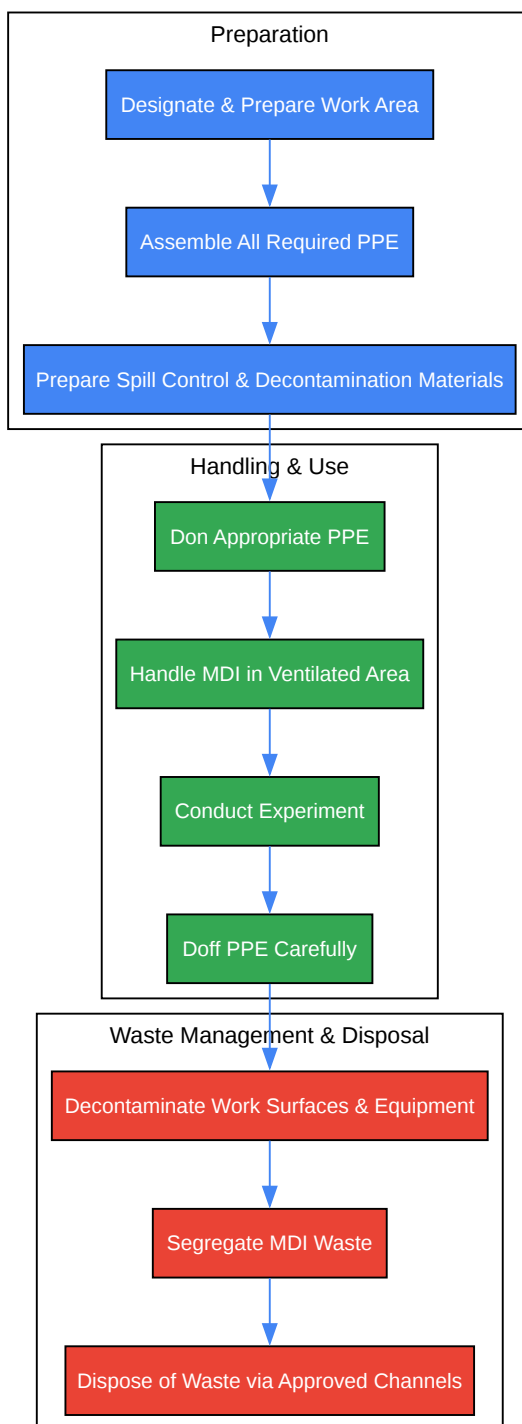 Preparation
Designate & Prepare Work Area
Assemble All Required PPE
Prepare Spill Control & Decontamination Materials
Handling & Use
Don Appropriate PPE
Handle MDI in Ventilated Area
Conduct Experiment
Doff PPE Carefully
Waste Management & Disposal
Decontaminate Work Surfaces & Equipment
Segregate MDI Waste
Dispose of Waste via Approved Channels